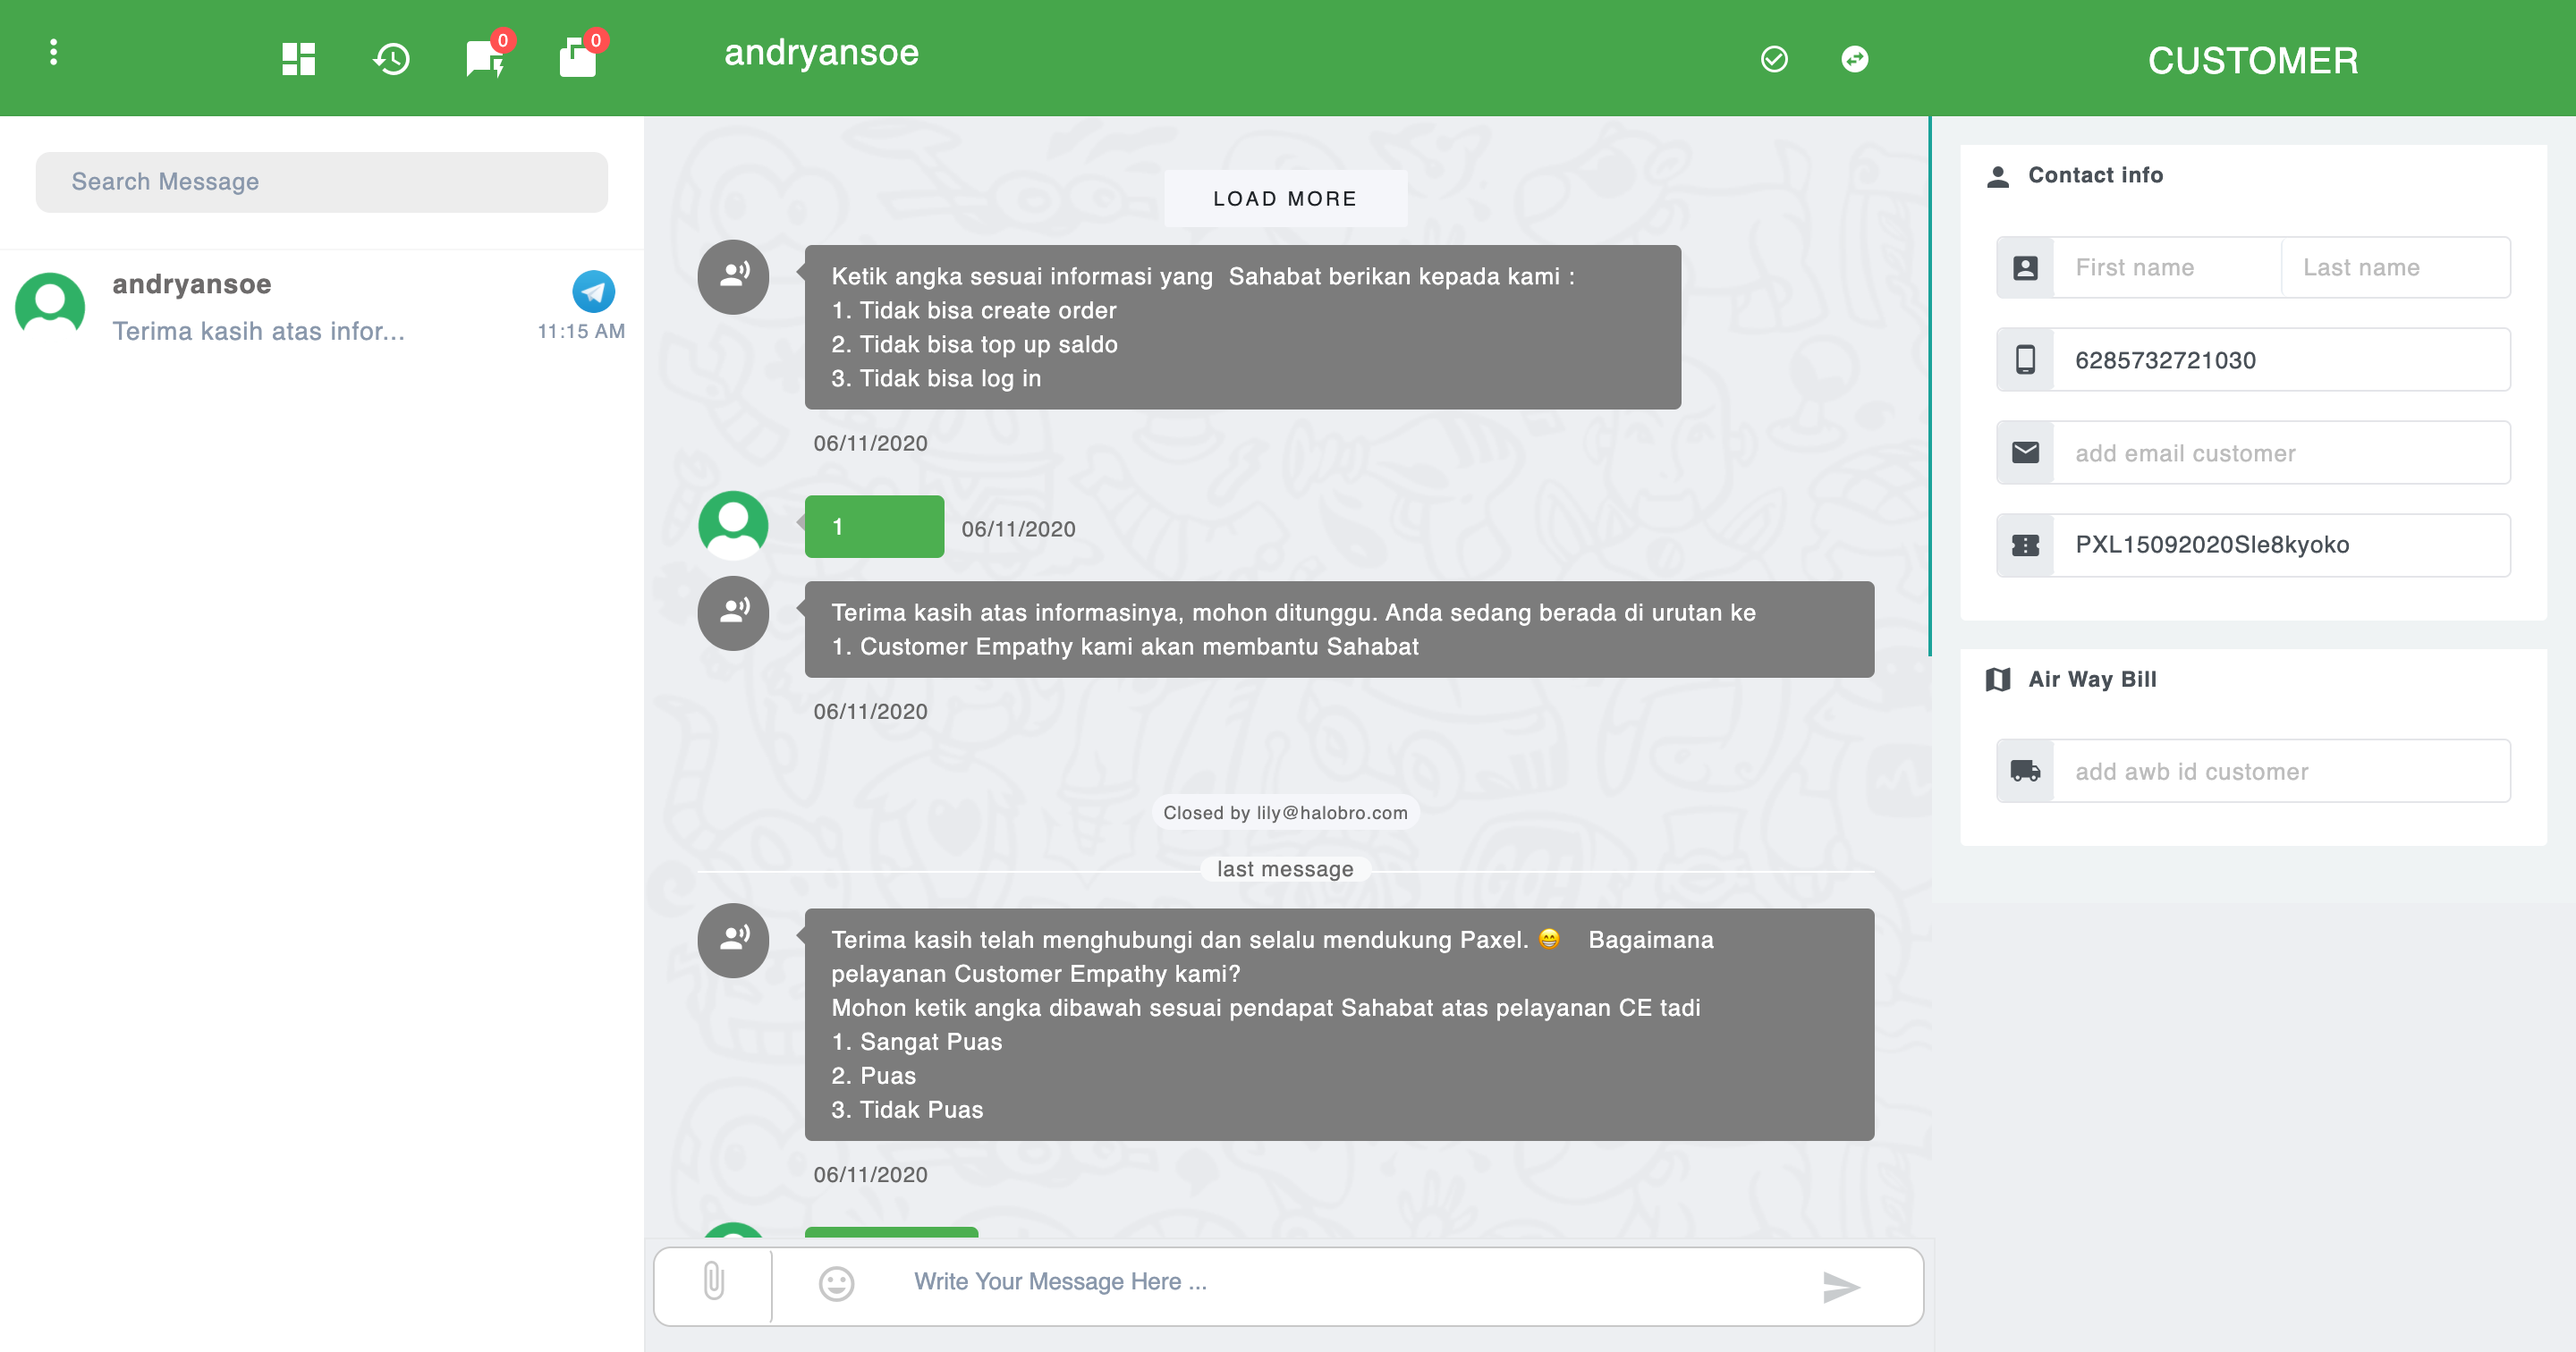 0
0
andryansoe
CUSTOMER
Search Message
andryansoe
Terima kasih atas infor...
11:15 AM
LOAD MORE
Ketik angka sesuai informasi yang  Sahabat berikan kepada kami :
1. Tidak bisa create order
2. Tidak bisa top up saldo
3. Tidak bisa log in
06/11/2020
1
06/11/2020
Terima kasih atas informasinya, mohon ditunggu. Anda sedang berada di urutan ke
1. Customer Empathy kami akan membantu Sahabat
06/11/2020
Closed by lily@halobro.com
last message
Terima kasih telah menghubungi dan selalu mendukung Paxel. 😁 Bagaimana
pelayanan Customer Empathy kami?
Mohon ketik angka dibawah sesuai pendapat Sahabat atas pelayanan CE tadi
1. Sangat Puas
2. Puas
3. Tidak Puas
06/11/2020
Write Your Message Here ...
Contact info
First name
Last name
6285732721030
add email customer
PXL15092020Sle8kyoko
Air Way Bill
add awb id customer